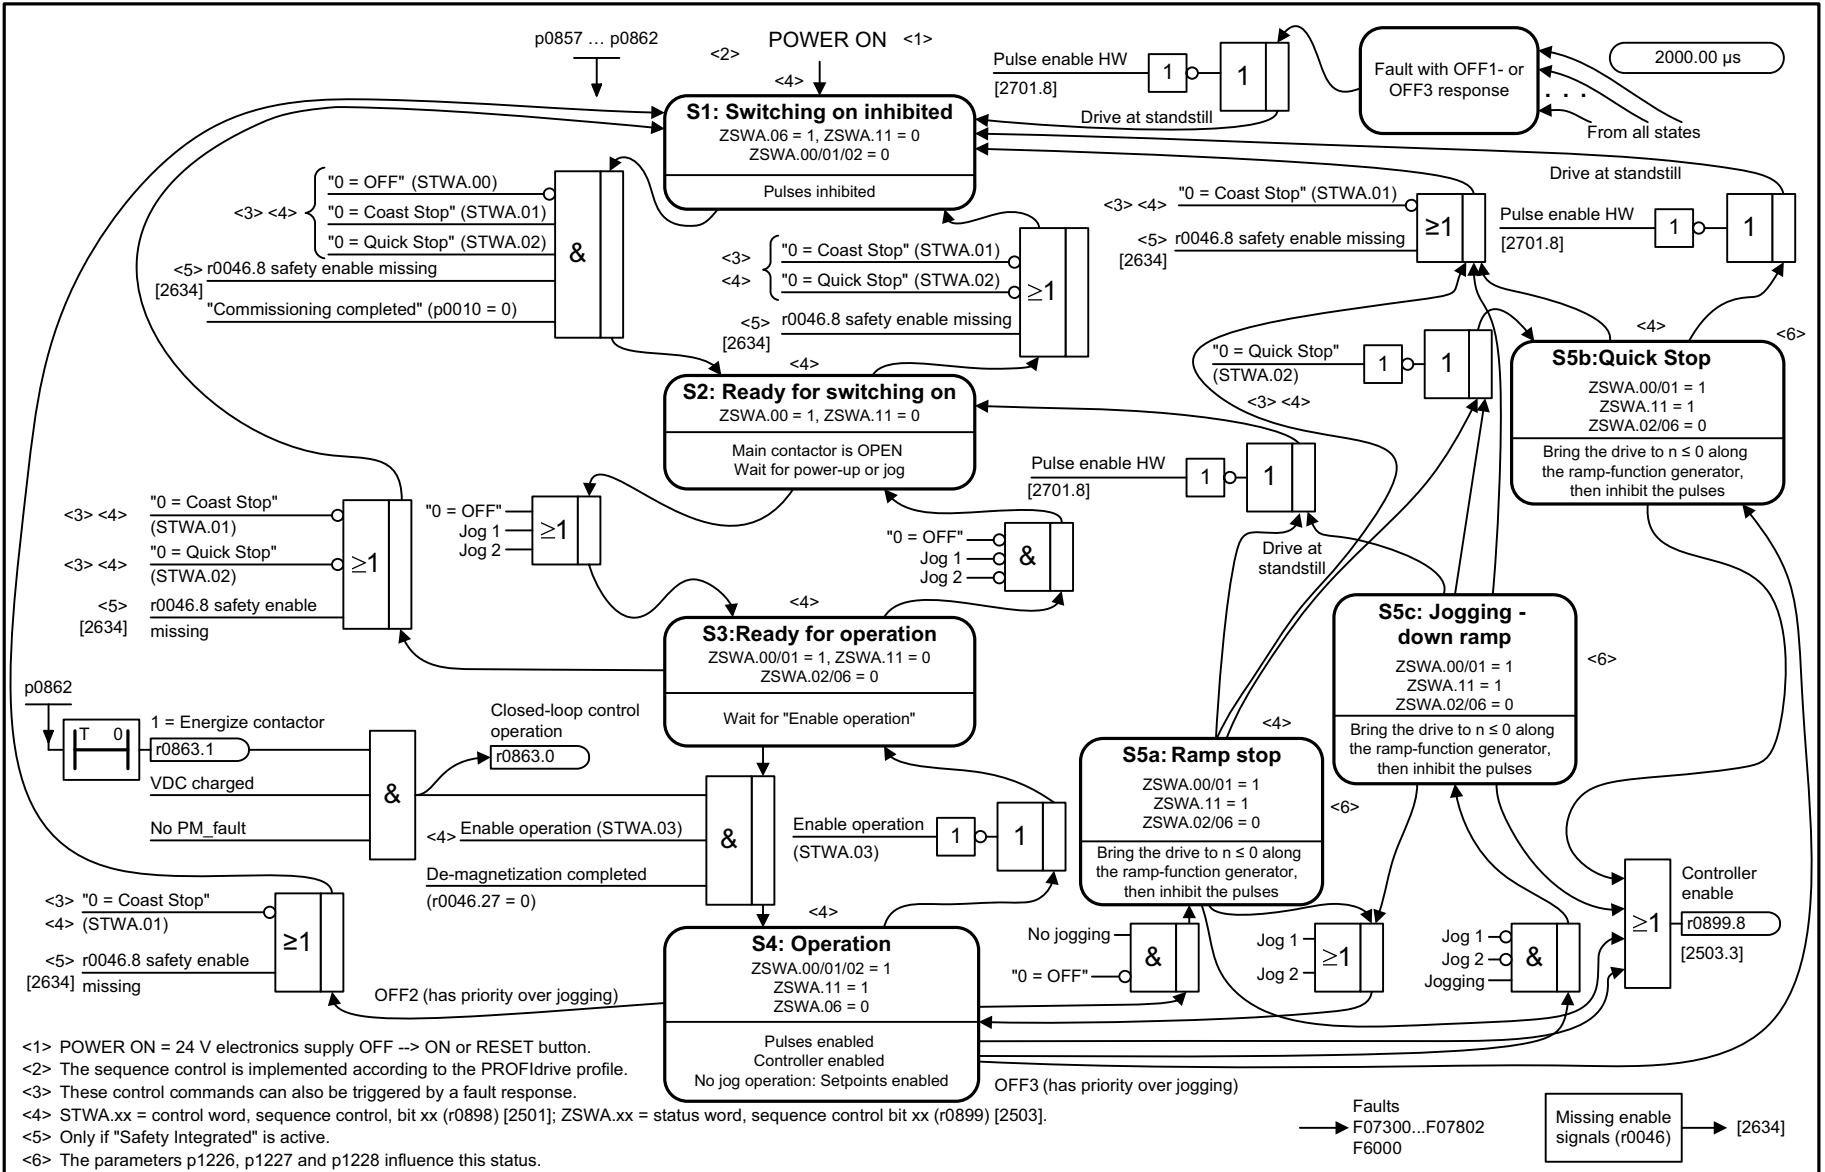 p0857 ... p0862
<2>
POWER ON
<1>
<4>
S1: Switching on inhibited
ZSWA.06 = 1, ZSWA.11 = 0
ZSWA.00/01/02 = 0
Pulses inhibited
Pulse enable HW
[2701.8]
1
1
Drive at standstill
Fault with OFF1- or
OFF3 response
. . .
From all states
2000.00 µs
"0 = OFF" (STWA.00)
<3> <4>
"0 = Coast Stop" (STWA.01)
"0 = Quick Stop" (STWA.02)
<5> r0046.8 safety enable missing
[2634]
"Commissioning completed" (p0010 = 0)
&
<3>
<4>
"0 = Coast Stop" (STWA.01)
"0 = Quick Stop" (STWA.02)
<5>
[2634]
r0046.8 safety enable missing
≥1
<3> <4>
"0 = Coast Stop" (STWA.01)
<5>
[2634]
r0046.8 safety enable missing
≥1
Drive at standstill
Pulse enable HW
[2701.8]
1
1
<4>
S2: Ready for switching on
ZSWA.00 = 1, ZSWA.11 = 0
Main contactor is OPEN
Wait for power-up or jog
"0 = Quick Stop"
(STWA.02)
1
1
<3> <4>
<4>
<6>
S5b:Quick Stop
ZSWA.00/01 = 1
ZSWA.11 = 1
ZSWA.02/06 = 0
Bring the drive to n ≤ 0 along
the ramp-function generator,
then inhibit the pulses
Pulse enable HW
[2701.8]
1
1
Drive at
standstill
<3> <4>
"0 = Coast Stop"
(STWA.01)
<3> <4>
"0 = Quick Stop"
(STWA.02)
<5>
[2634]
r0046.8 safety enable
missing
≥1
"0 = OFF"
Jog 1
Jog 2
≥1
"0 = OFF"
Jog 1
Jog 2
&
<4>
S3:Ready for operation
ZSWA.00/01 = 1, ZSWA.11 = 0
ZSWA.02/06 = 0
Wait for "Enable operation"
S5c: Jogging -
down ramp
ZSWA.00/01 = 1
ZSWA.11 = 1
ZSWA.02/06 = 0
Bring the drive to n ≤ 0 along
the ramp-function generator,
then inhibit the pulses
<6>
<4>
S5a: Ramp stop
ZSWA.00/01 = 1
ZSWA.11 = 1
ZSWA.02/06 = 0
Bring the drive to n ≤ 0 along
the ramp-function generator,
then inhibit the pulses
<6>
p0862
T 0
1 = Energize contactor
r0863.1
VDC charged
No PM_fault
&
Closed-loop control
operation
r0863.0
<4> Enable operation (STWA.03)
De-magnetization completed
(r0046.27 = 0)
&
Enable operation
(STWA.03)
1
1
<3> "0 = Coast Stop"
<4> (STWA.01)
<5> r0046.8 safety enable
[2634] missing
≥1
OFF2 (has priority over jogging)
<4>
S4: Operation
ZSWA.00/01/02 = 1
ZSWA.11 = 1
ZSWA.06 = 0
Pulses enabled
Controller enabled
No jog operation: Setpoints enabled
No jogging
"0 = OFF"
&
Jog 1
Jog 2
≥1
Jog 1
Jog 2
Jogging
&
≥1
Controller
enable
r0899.8
[2503.3]
OFF3 (has priority over jogging)
<1> POWER ON = 24 V electronics supply OFF --> ON or RESET button.
<2> The sequence control is implemented according to the PROFIdrive profile.
<3> These control commands can also be triggered by a fault response.
<4> STWA.xx = control word, sequence control, bit xx (r0898) [2501]; ZSWA.xx = status word, sequence control bit xx (r0899) [2503].
<5> Only if "Safety Integrated" is active.
<6> The parameters p1226, p1227 and p1228 influence this status.
Faults
F07300...F07802
F6000
Missing enable
signals (r0046)
[2634]